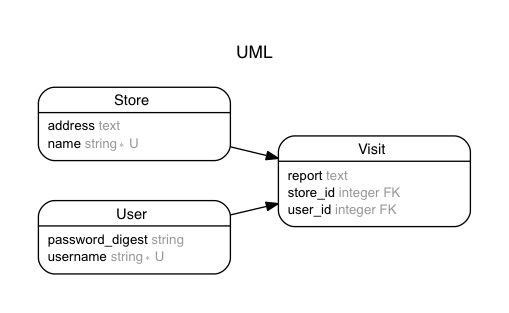 UML
Store
address text
name string∗ U
User
password_digest string
username string∗ U
Visit
report text
store_id integer FK
user_id integer FK